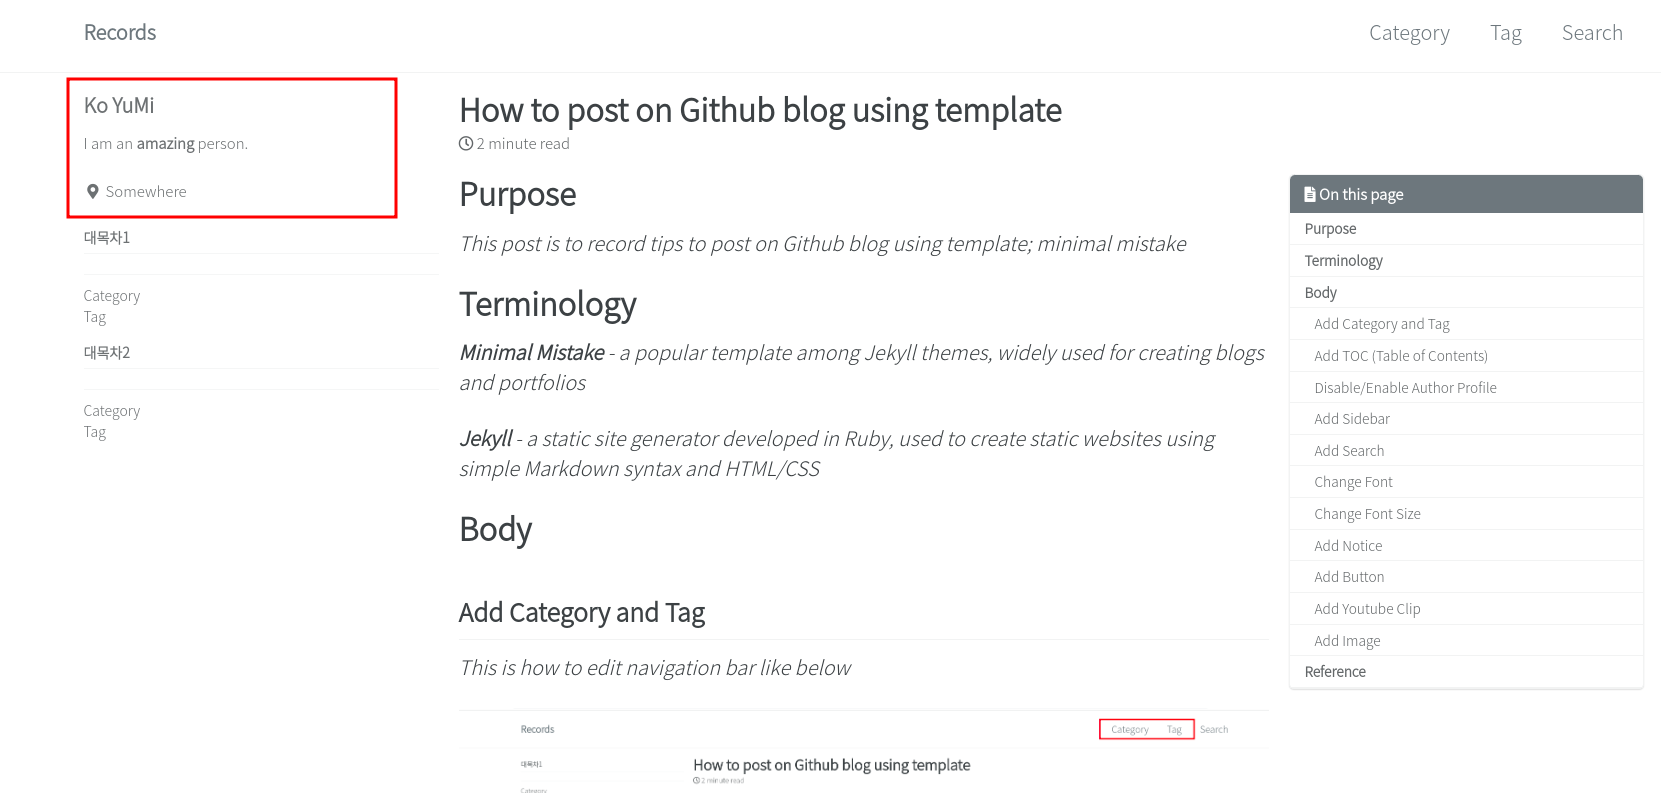 Records
Category
Tag
Search
Ko YuMi
I am an amazing person.
Somewhere
대목차1
Category
Tag
대목차2
Category
Tag
How to post on Github blog using template
2 minute read
Purpose
This post is to record tips to post on Github blog using template; minimal mistake
Terminology
Minimal Mistake - a popular template among Jekyll themes, widely used for creating blogs
and portfolios
Jekyll - a static site generator developed in Ruby, used to create static websites using
simple Markdown syntax and HTML/CSS
Body
Add Category and Tag
This is how to edit navigation bar like below
Records
Category
Tag
Search
대목차1
Category
How to post on Github blog using template
2 minute read
On this page
Purpose
Terminology
Body
Add Category and Tag
Add TOC (Table of Contents)
Disable/Enable Author Profile
Add Sidebar
Add Search
Change Font
Change Font Size
Add Notice
Add Button
Add Youtube Clip
Add Image
Reference